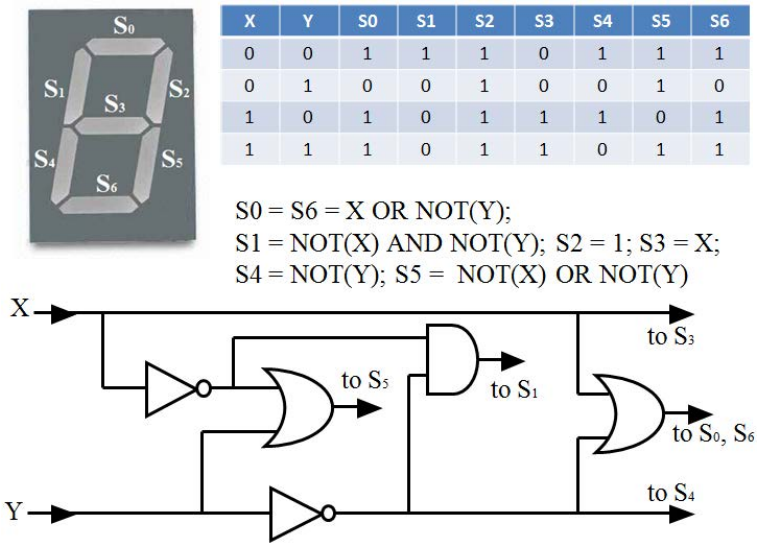 S0
S1
S2
S3
S4
S5
S6
X Y S0 S1 S2 S3 S4 S5 S6
0 0 1 1 1 0 1 1 1
0 1 0 0 1 0 0 1 0
1 0 1 0 1 1 1 0 1
1 1 1 0 1 1 0 1 1
S0 = S6 = X OR NOT(Y);
S1 = NOT(X) AND NOT(Y); S2 = 1; S3 = X;
S4 = NOT(Y); S5 = NOT(X) OR NOT(Y)
X
to S3
to S5
to S1
to S0, S6
to S4
Y